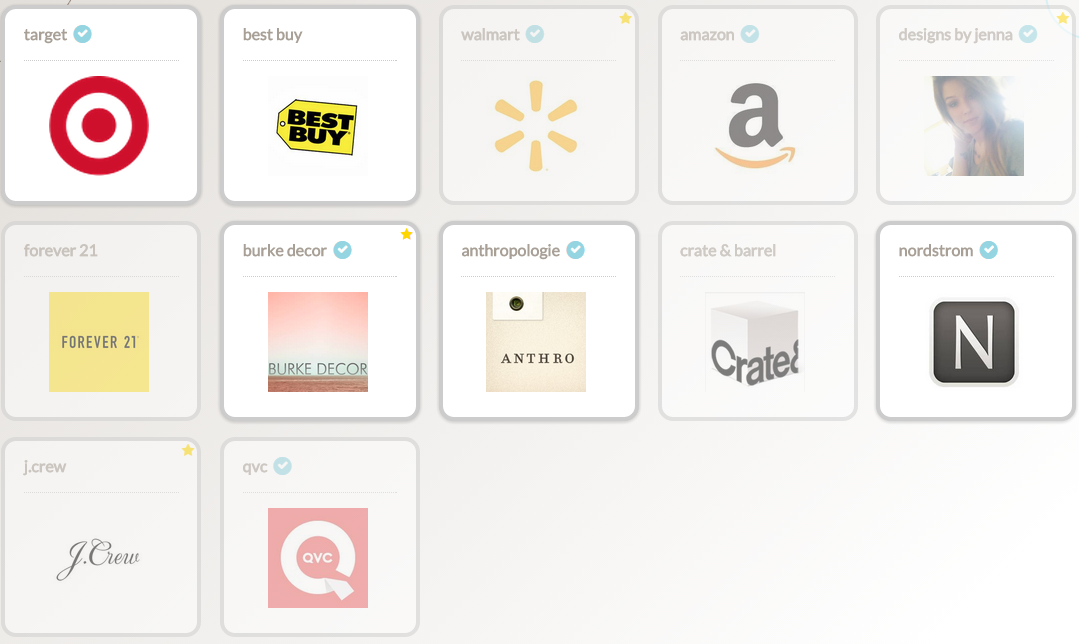 target
best buy
walmart
amazon
designs by jenna
BEST
BUY
a
forever 21
burke decor
anthropologie
crate & barrel
nordstrom
FOREVER 21
BURKE DECOR
ANTHRO
Crate&
N
j.crew
qvc
J.Crew
QVC